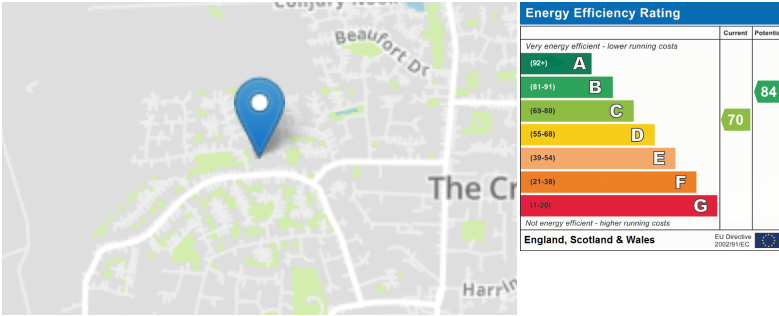 Beaufort Dr
The Cr
Harrin
Energy Efficiency Rating
Current
Potentia
Very energy efficient - lower running costs
(92+) A
(81-91) B
84
(69-80) C
70
(55-68) D
(39-54) E
(21-38) F
(1-20) G
Not energy efficient - higher running costs
England, Scotland & Wales
EU Directive
2002/91/EC